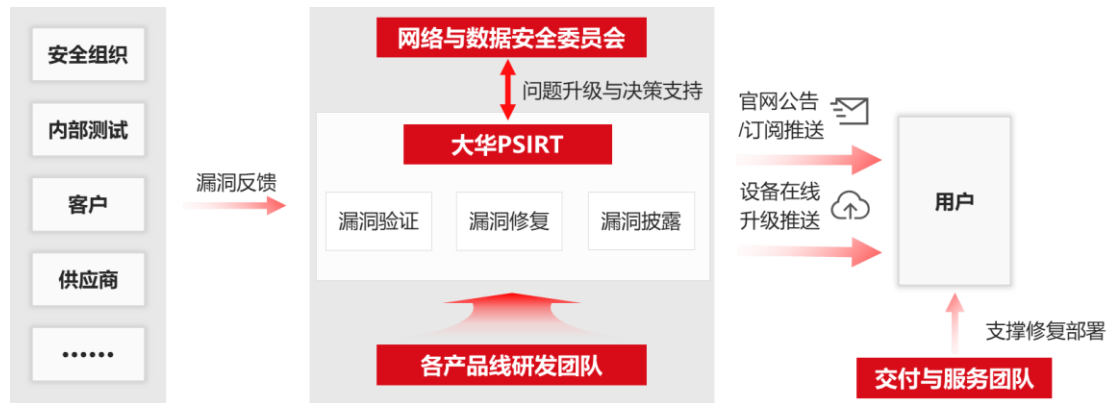 安全组织
内部测试
客户
供应商
……
漏洞反馈
网络与数据安全委员会
问题升级与决策支持
大华PSIRT
漏洞验证
漏洞修复
漏洞披露
各产品线研发团队
官网公告
/订阅推送
设备在线
升级推送
用户
支撑修复部署
交付与服务团队